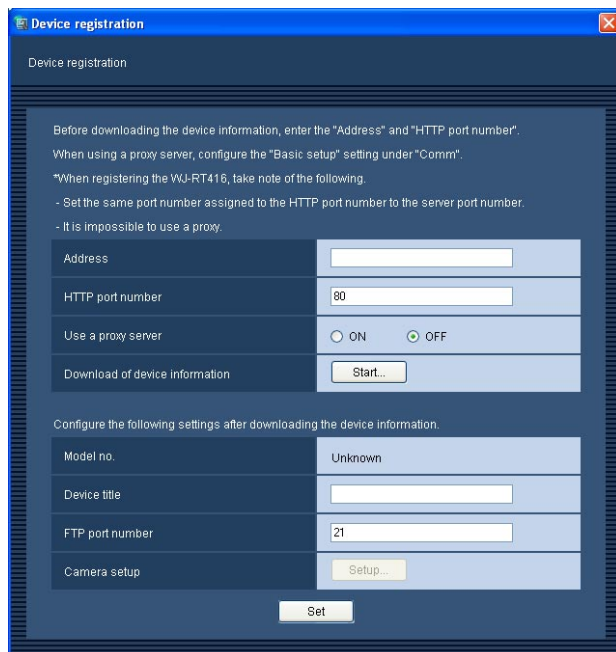 Device registration
Device registration
Before downloading the device information, enter the "Address" and "HTTP port number".
When using a proxy server, configure the "Basic setup" setting under "Comm".
*When registering the WJ-RT416, take note of the following.
- Set the same port number assigned to the HTTP port number to the server port number.
- It is impossible to use a proxy.
Address
HTTP port number 80
Use a proxy server ON OFF
Download of device information Start...
Configure the following settings after downloading the device information.
Model no. Unknown
Device title
FTP port number 21
Camera setup Setup...
Set